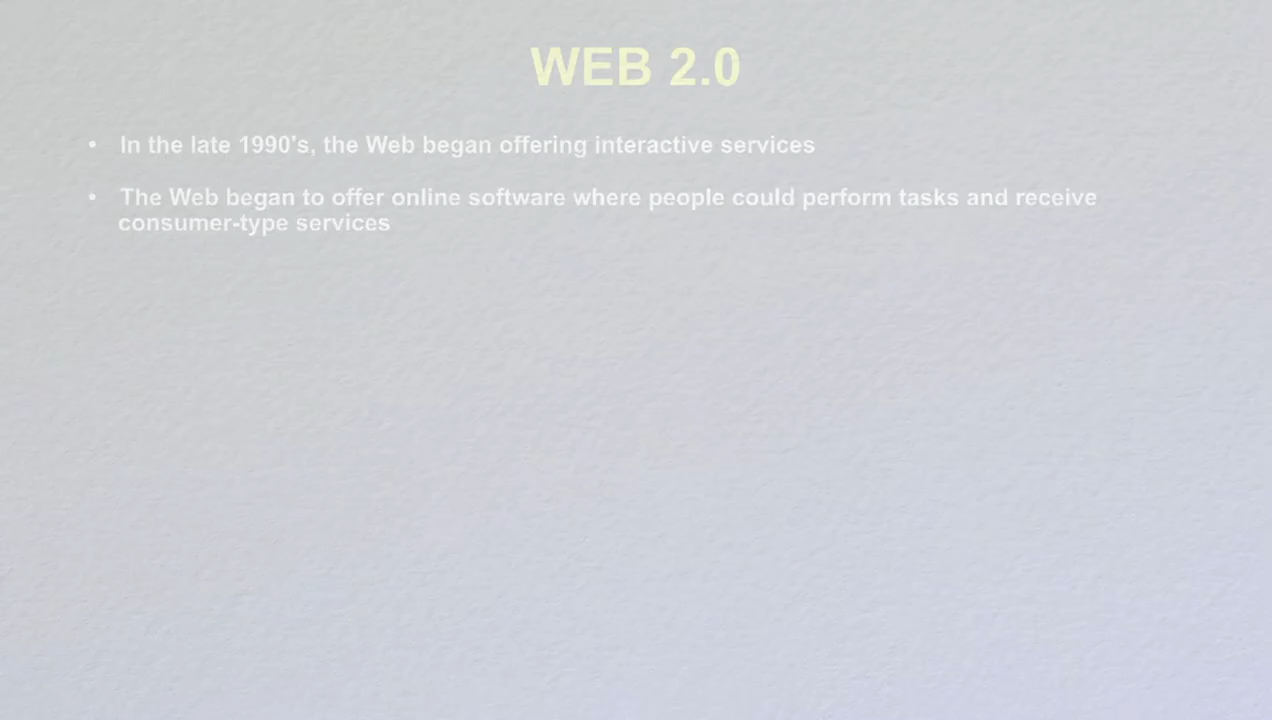 WEB 2.0
• In the late 1990's, the Web began offering interactive services
• The Web began to offer online software where people could perform tasks and receive
consumer-type services